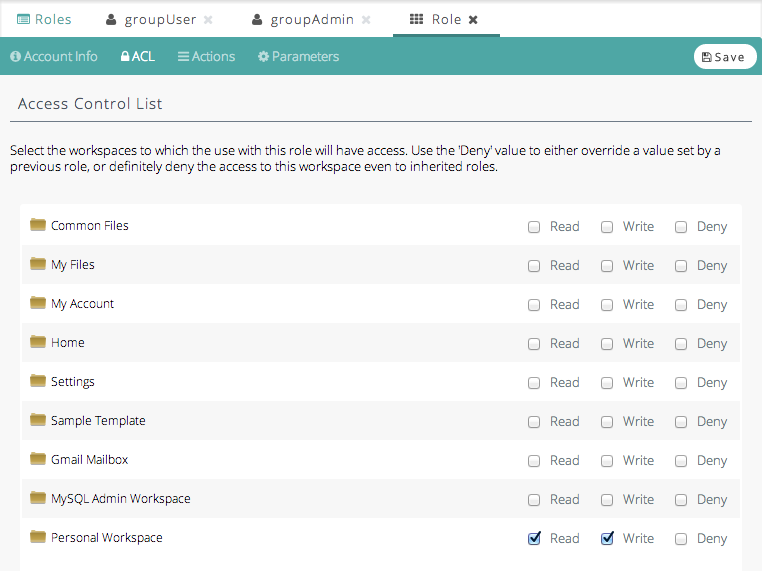 Roles groupUser groupAdmin Role
Account Info ACL Actions Parameters Save
Access Control List
Select the workspaces to which the use with this role will have access. Use the 'Deny' value to either override a value set by a
previous role, or definitely deny the access to this workspace even to inherited roles.
Common Files Read Write Deny
My Files Read Write Deny
My Account Read Write Deny
Home Read Write Deny
Settings Read Write Deny
Sample Template Read Write Deny
Gmail Mailbox Read Write Deny
MySQL Admin Workspace Read Write Deny
Personal Workspace Read Write Deny